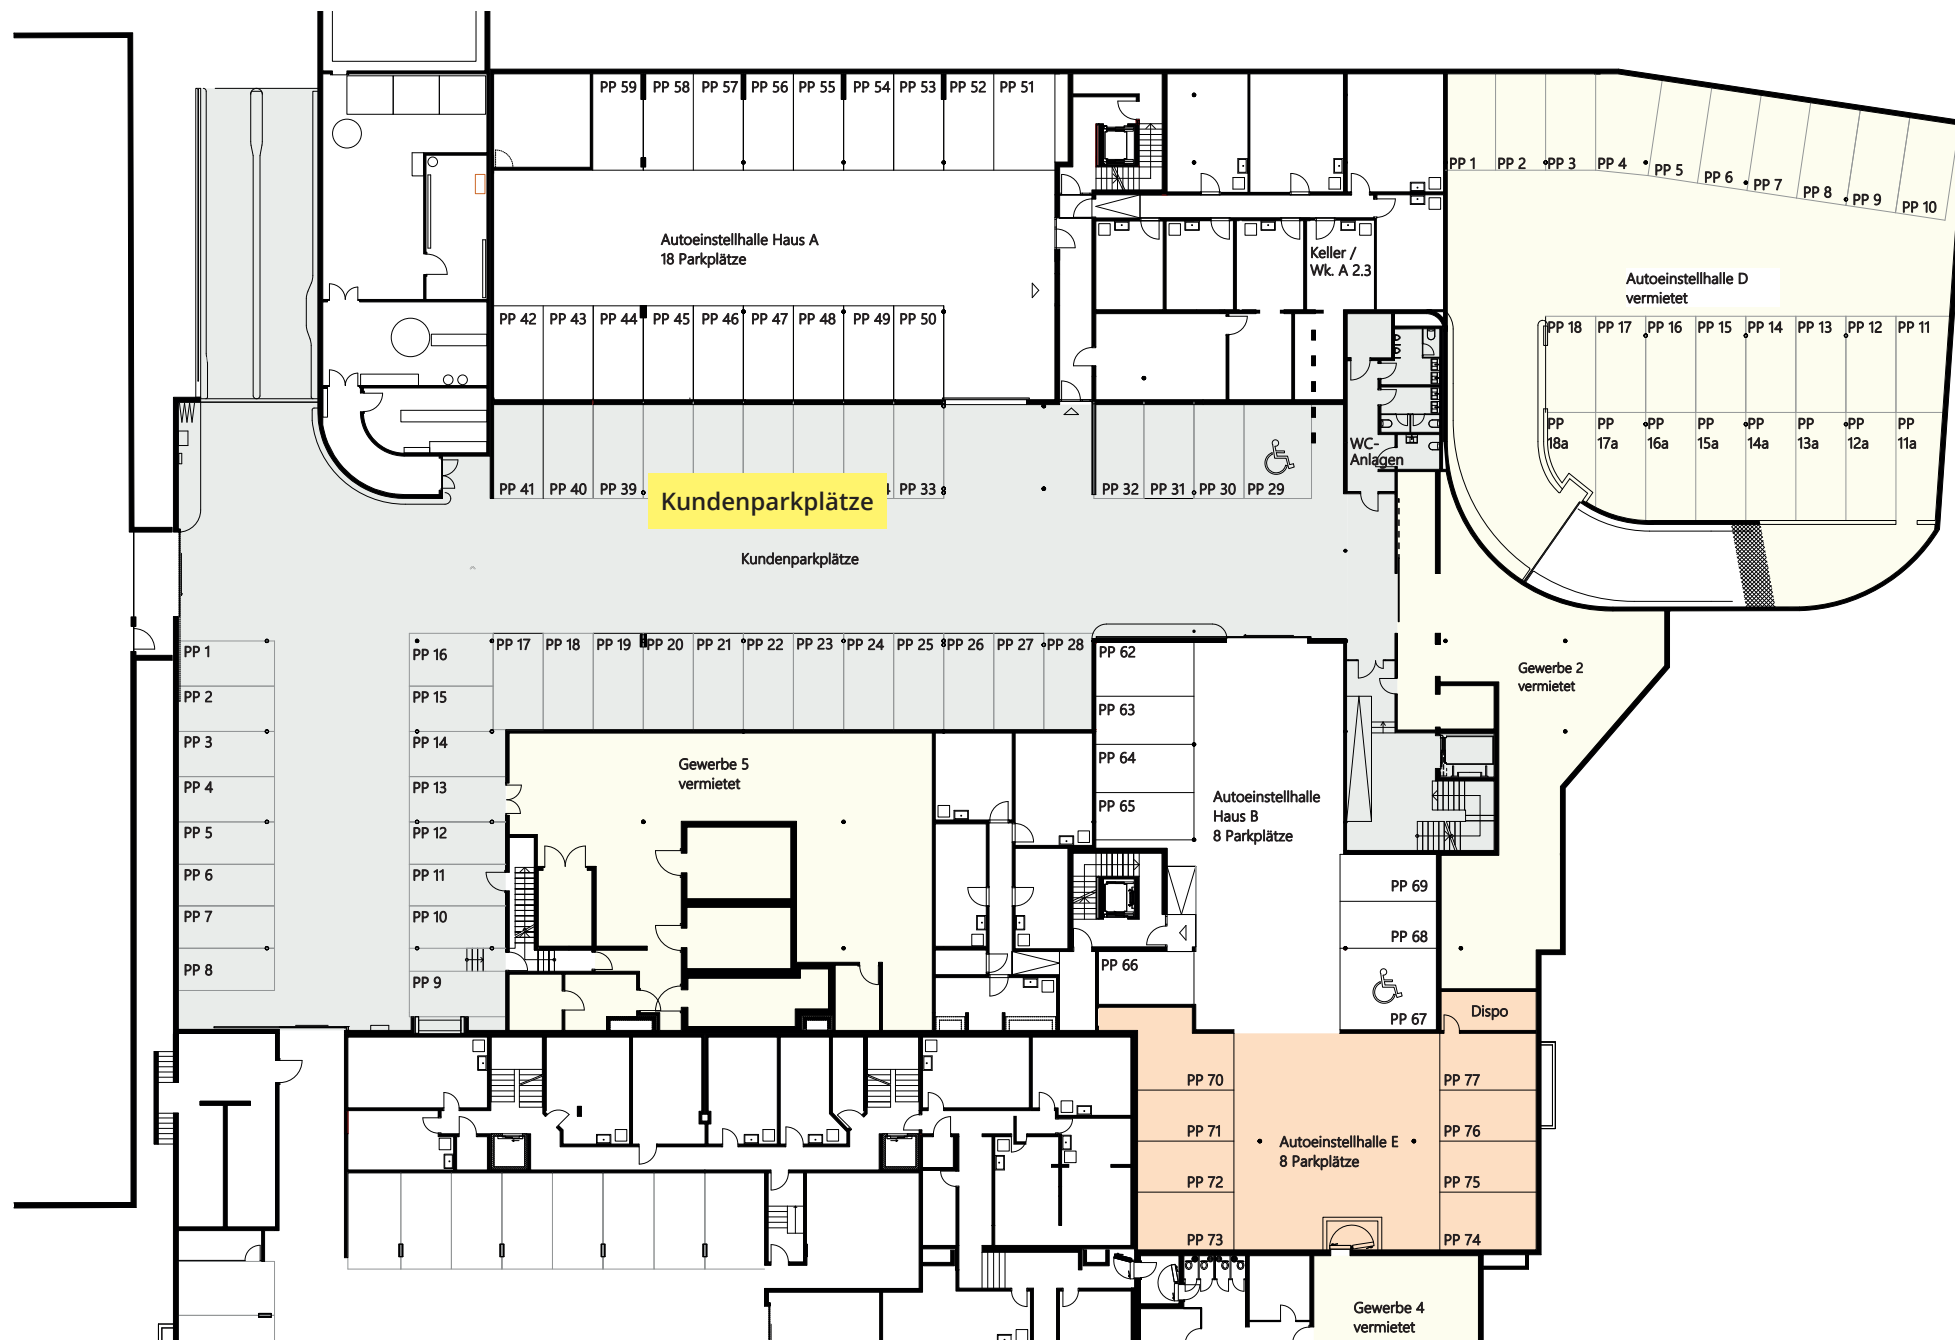 PP 59 PP 58 PP 57 PP 56 PP 55 PP 54 PP 53 PP 52 PP 51
PP 1 PP 2 PP 3 PP 4 PP 5 PP 6 PP 7 PP 8 PP 9 PP 10
Autoeinstellhalle Haus A
18 Parkplätze
Keller /
Wk. A 2.3
Autoeinstellhalle D
vermietet
PP 42 PP 43 PP 44 PP 45 PP 46 PP 47 PP 48 PP 49 PP 50
PP 18 PP 17 PP 16 PP 15 PP 14 PP 13 PP 12 PP 11
PP 18a PP 17a PP 16a PP 15a PP 14a PP 13a PP 12a PP 11a
WC-
Anlagen
PP 41 PP 40 PP 39 PP 33 PP 32 PP 31 PP 30 PP 29
Kundenparkplätze
Kundenparkplätze
PP 1
PP 2
PP 3
PP 4
PP 5
PP 6
PP 7
PP 8
PP 16
PP 15
PP 14
PP 13
PP 12
PP 11
PP 10
PP 9
PP 17 PP 18 PP 19 PP 20 PP 21 PP 22 PP 23 PP 24 PP 25 PP 26 PP 27 PP 28
PP 62
PP 63
PP 64
PP 65
PP 66
Gewerbe 2
vermietet
Gewerbe 5
vermietet
Autoeinstellhalle
Haus B
8 Parkplätze
PP 69
PP 68
PP 67
Dispo
PP 70
PP 71
PP 72
PP 73
Autoeinstellhalle E
8 Parkplätze
PP 77
PP 76
PP 75
PP 74
Gewerbe 4
vermietet